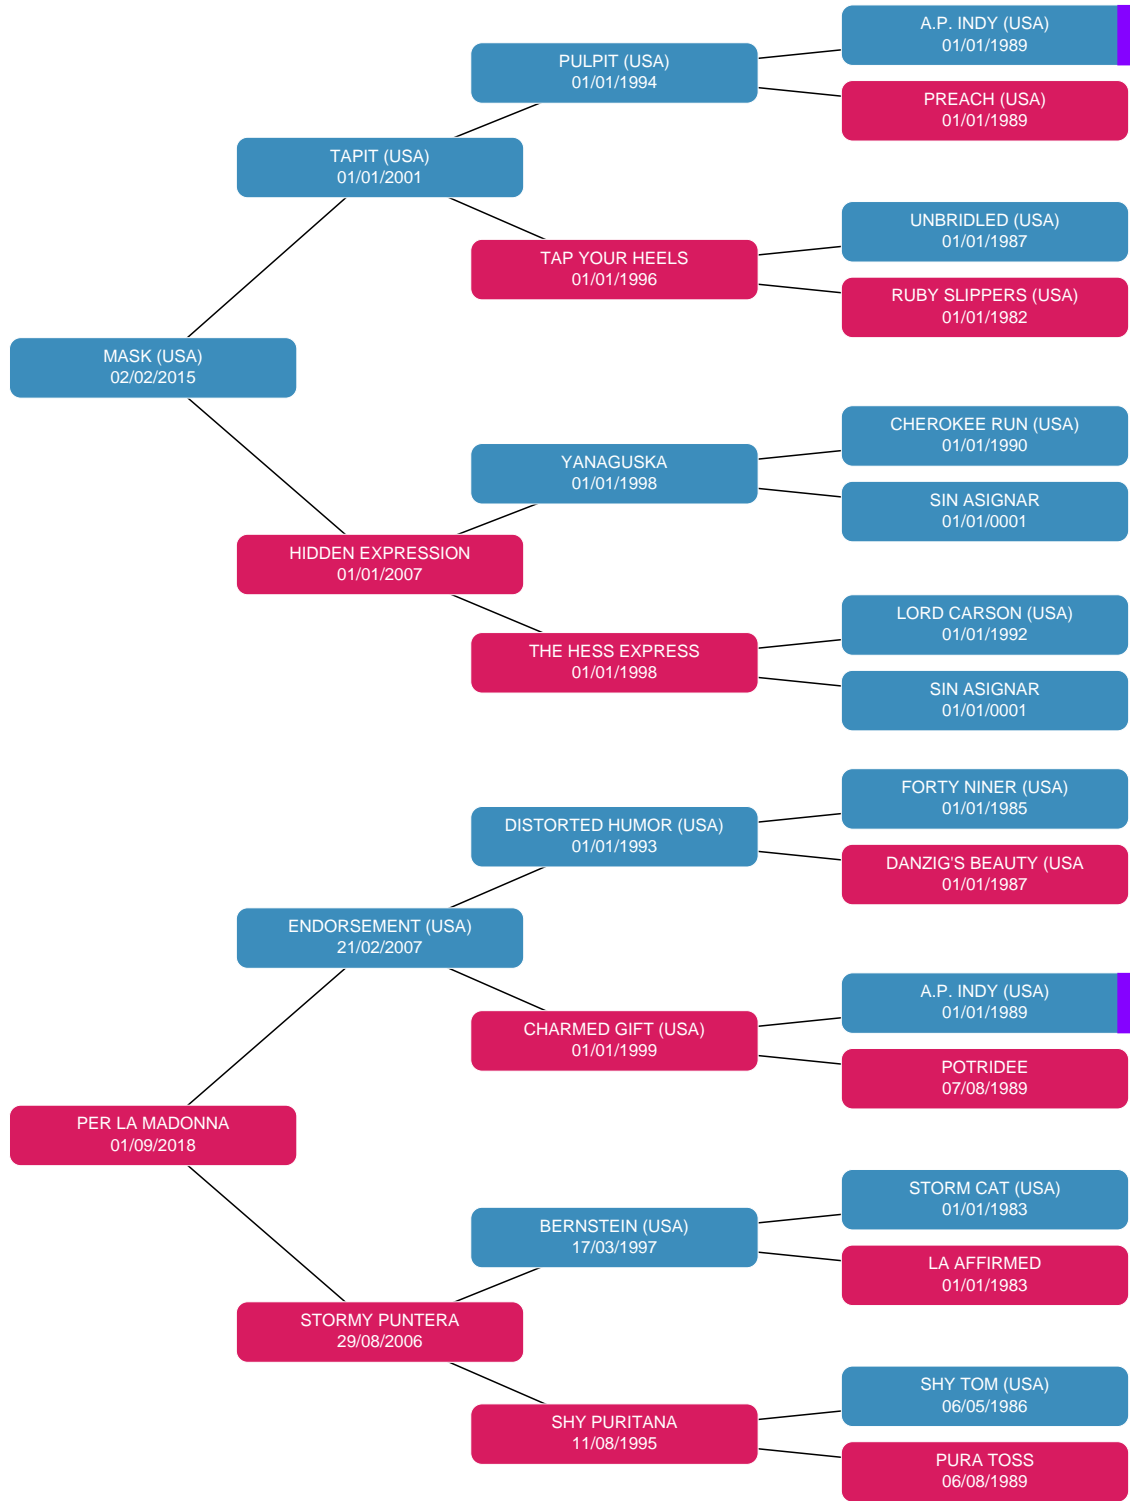 A.P. INDY (USA)
01/01/1989
PULPIT (USA)
01/01/1994
PREACH (USA)
01/01/1989
TAPIT (USA)
01/01/2001
UNBRIDLED (USA)
01/01/1987
TAP YOUR HEELS
01/01/1996
RUBY SLIPPERS (USA)
01/01/1982
MASK (USA)
02/02/2015
CHEROKEE RUN (USA)
01/01/1990
YANAGUSKA
01/01/1998
SIN ASIGNAR
01/01/0001
HIDDEN EXPRESSION
01/01/2007
LORD CARSON (USA)
01/01/1992
THE HESS EXPRESS
01/01/1998
SIN ASIGNAR
01/01/0001
FORTY NINER (USA)
01/01/1985
DISTORTED HUMOR (USA)
01/01/1993
DANZIG'S BEAUTY (USA
01/01/1987
ENDORSEMENT (USA)
21/02/2007
A.P. INDY (USA)
01/01/1989
CHARMED GIFT (USA)
01/01/1999
POTRIDEE
07/08/1989
PER LA MADONNA
01/09/2018
STORM CAT (USA)
01/01/1983
BERNSTEIN (USA)
17/03/1997
LA AFFIRMED
01/01/1983
STORMY PUNTERA
29/08/2006
SHY TOM (USA)
06/05/1986
SHY PURITANA
11/08/1995
PURA TOSS
06/08/1989